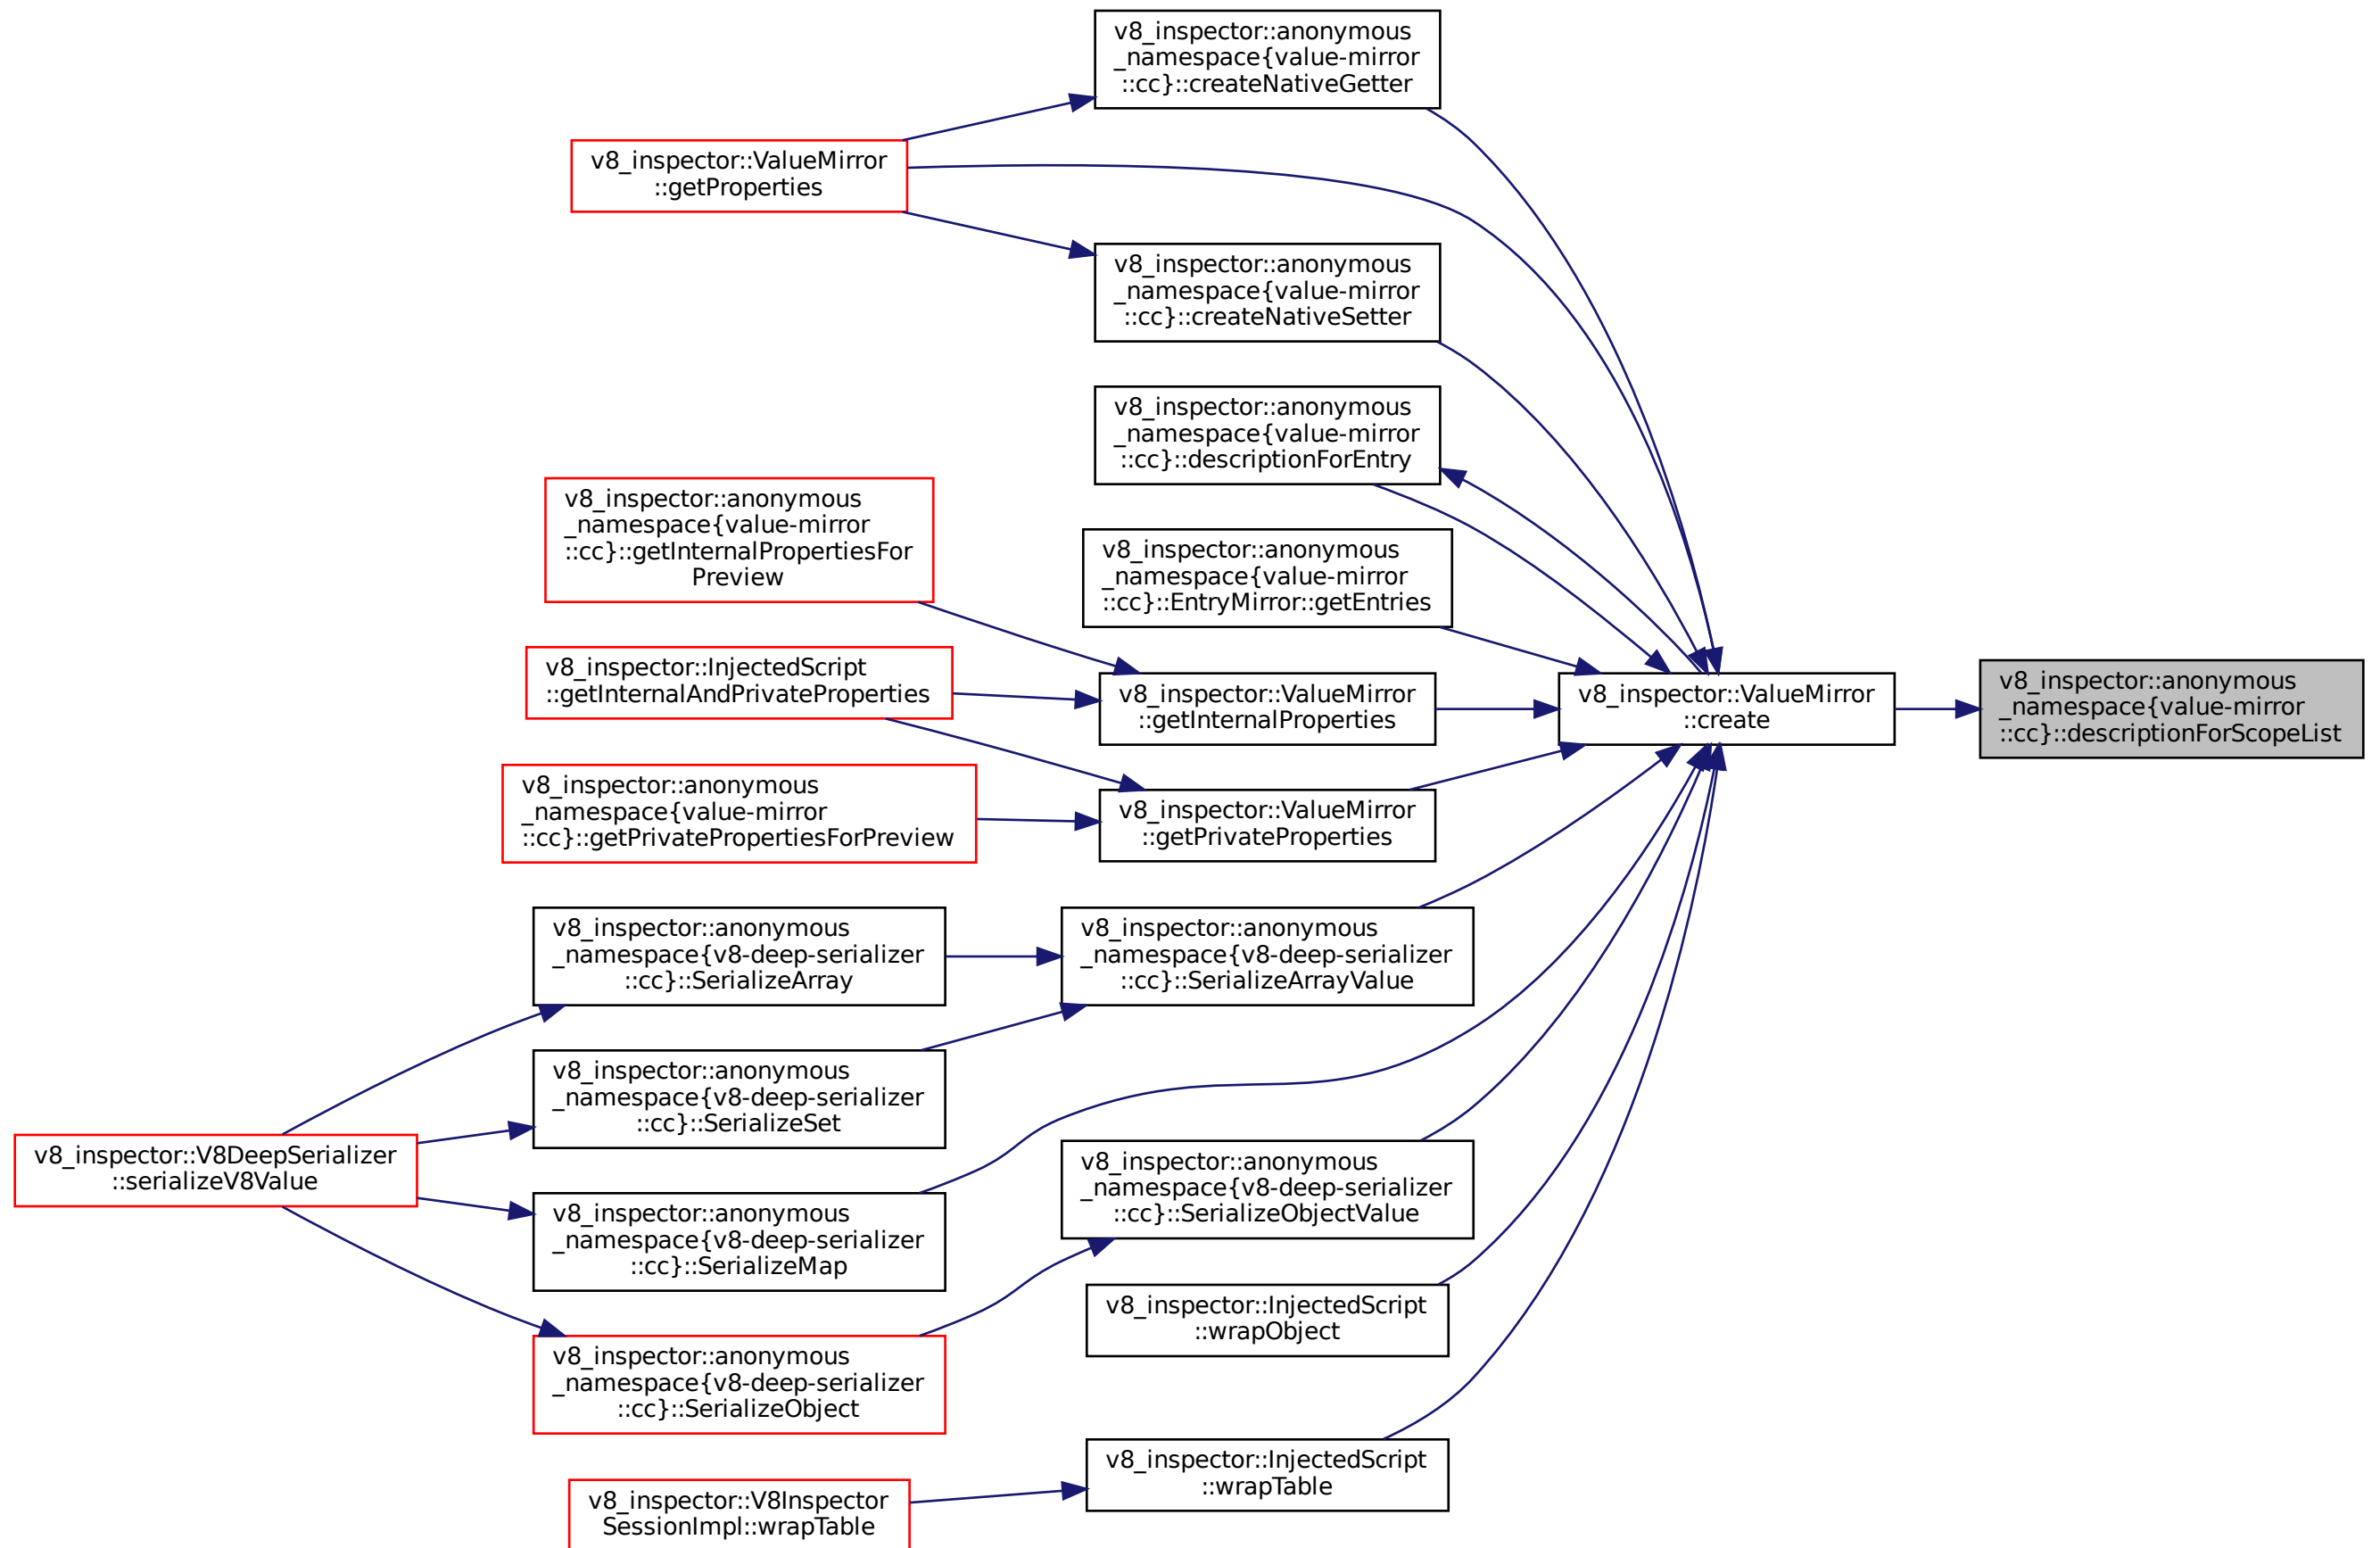 v8_inspector::anonymous
_namespace{value-mirror
::cc}::createNativeGetter
v8_inspector::ValueMirror
::getProperties
v8_inspector::anonymous
_namespace{value-mirror
::cc}::createNativeSetter
v8_inspector::anonymous
_namespace{value-mirror
::cc}::descriptionForEntry
v8_inspector::anonymous
_namespace{value-mirror
::cc}::getInternalPropertiesFor
Preview
v8_inspector::anonymous
_namespace{value-mirror
::cc}::EntryMirror::getEntries
v8_inspector::InjectedScript
::getInternalAndPrivateProperties
v8_inspector::ValueMirror
::getInternalProperties
v8_inspector::ValueMirror
::create
v8_inspector::anonymous
_namespace{value-mirror
::cc}::descriptionForScopeList
v8_inspector::anonymous
_namespace{value-mirror
::cc}::getPrivatePropertiesForPreview
v8_inspector::ValueMirror
::getPrivateProperties
v8_inspector::anonymous
_namespace{v8-deep-serializer
::cc}::SerializeArray
v8_inspector::anonymous
_namespace{v8-deep-serializer
::cc}::SerializeArrayValue
v8_inspector::anonymous
_namespace{v8-deep-serializer
::cc}::SerializeSet
v8_inspector::V8DeepSerializer
::serializeV8Value
v8_inspector::anonymous
_namespace{v8-deep-serializer
::cc}::SerializeObjectValue
v8_inspector::anonymous
_namespace{v8-deep-serializer
::cc}::SerializeMap
v8_inspector::InjectedScript
::wrapObject
v8_inspector::anonymous
_namespace{v8-deep-serializer
::cc}::SerializeObject
v8_inspector::InjectedScript
::wrapTable
v8_inspector::V8Inspector
SessionImpl::wrapTable